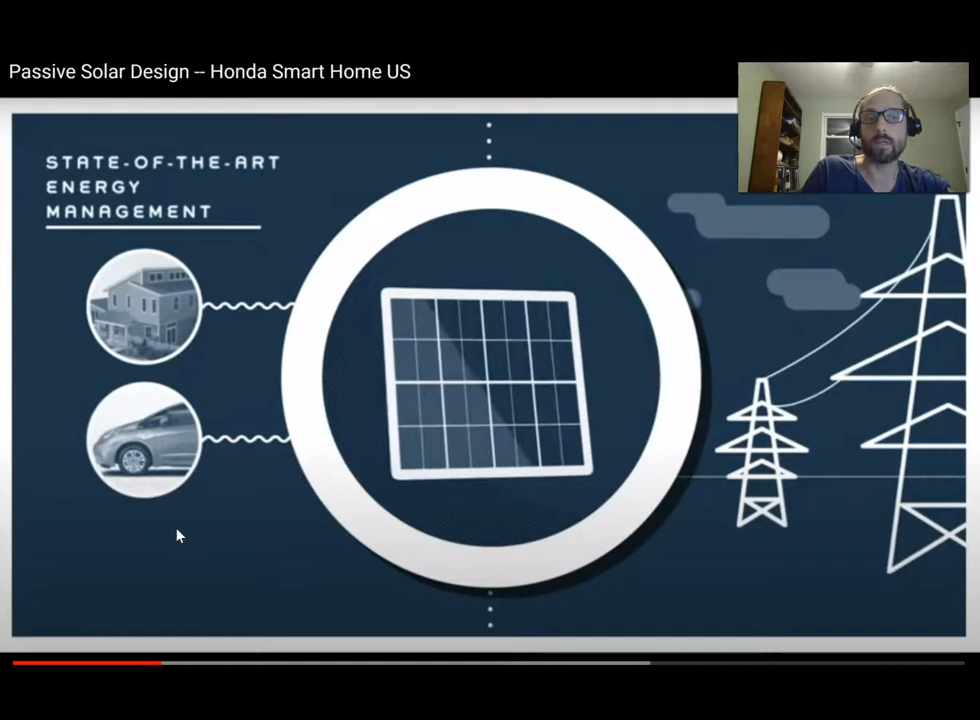 Passive Solar Design -- Honda Smart Home US
STATE-OF-THE-ART
ENERGY
MANAGEMENT